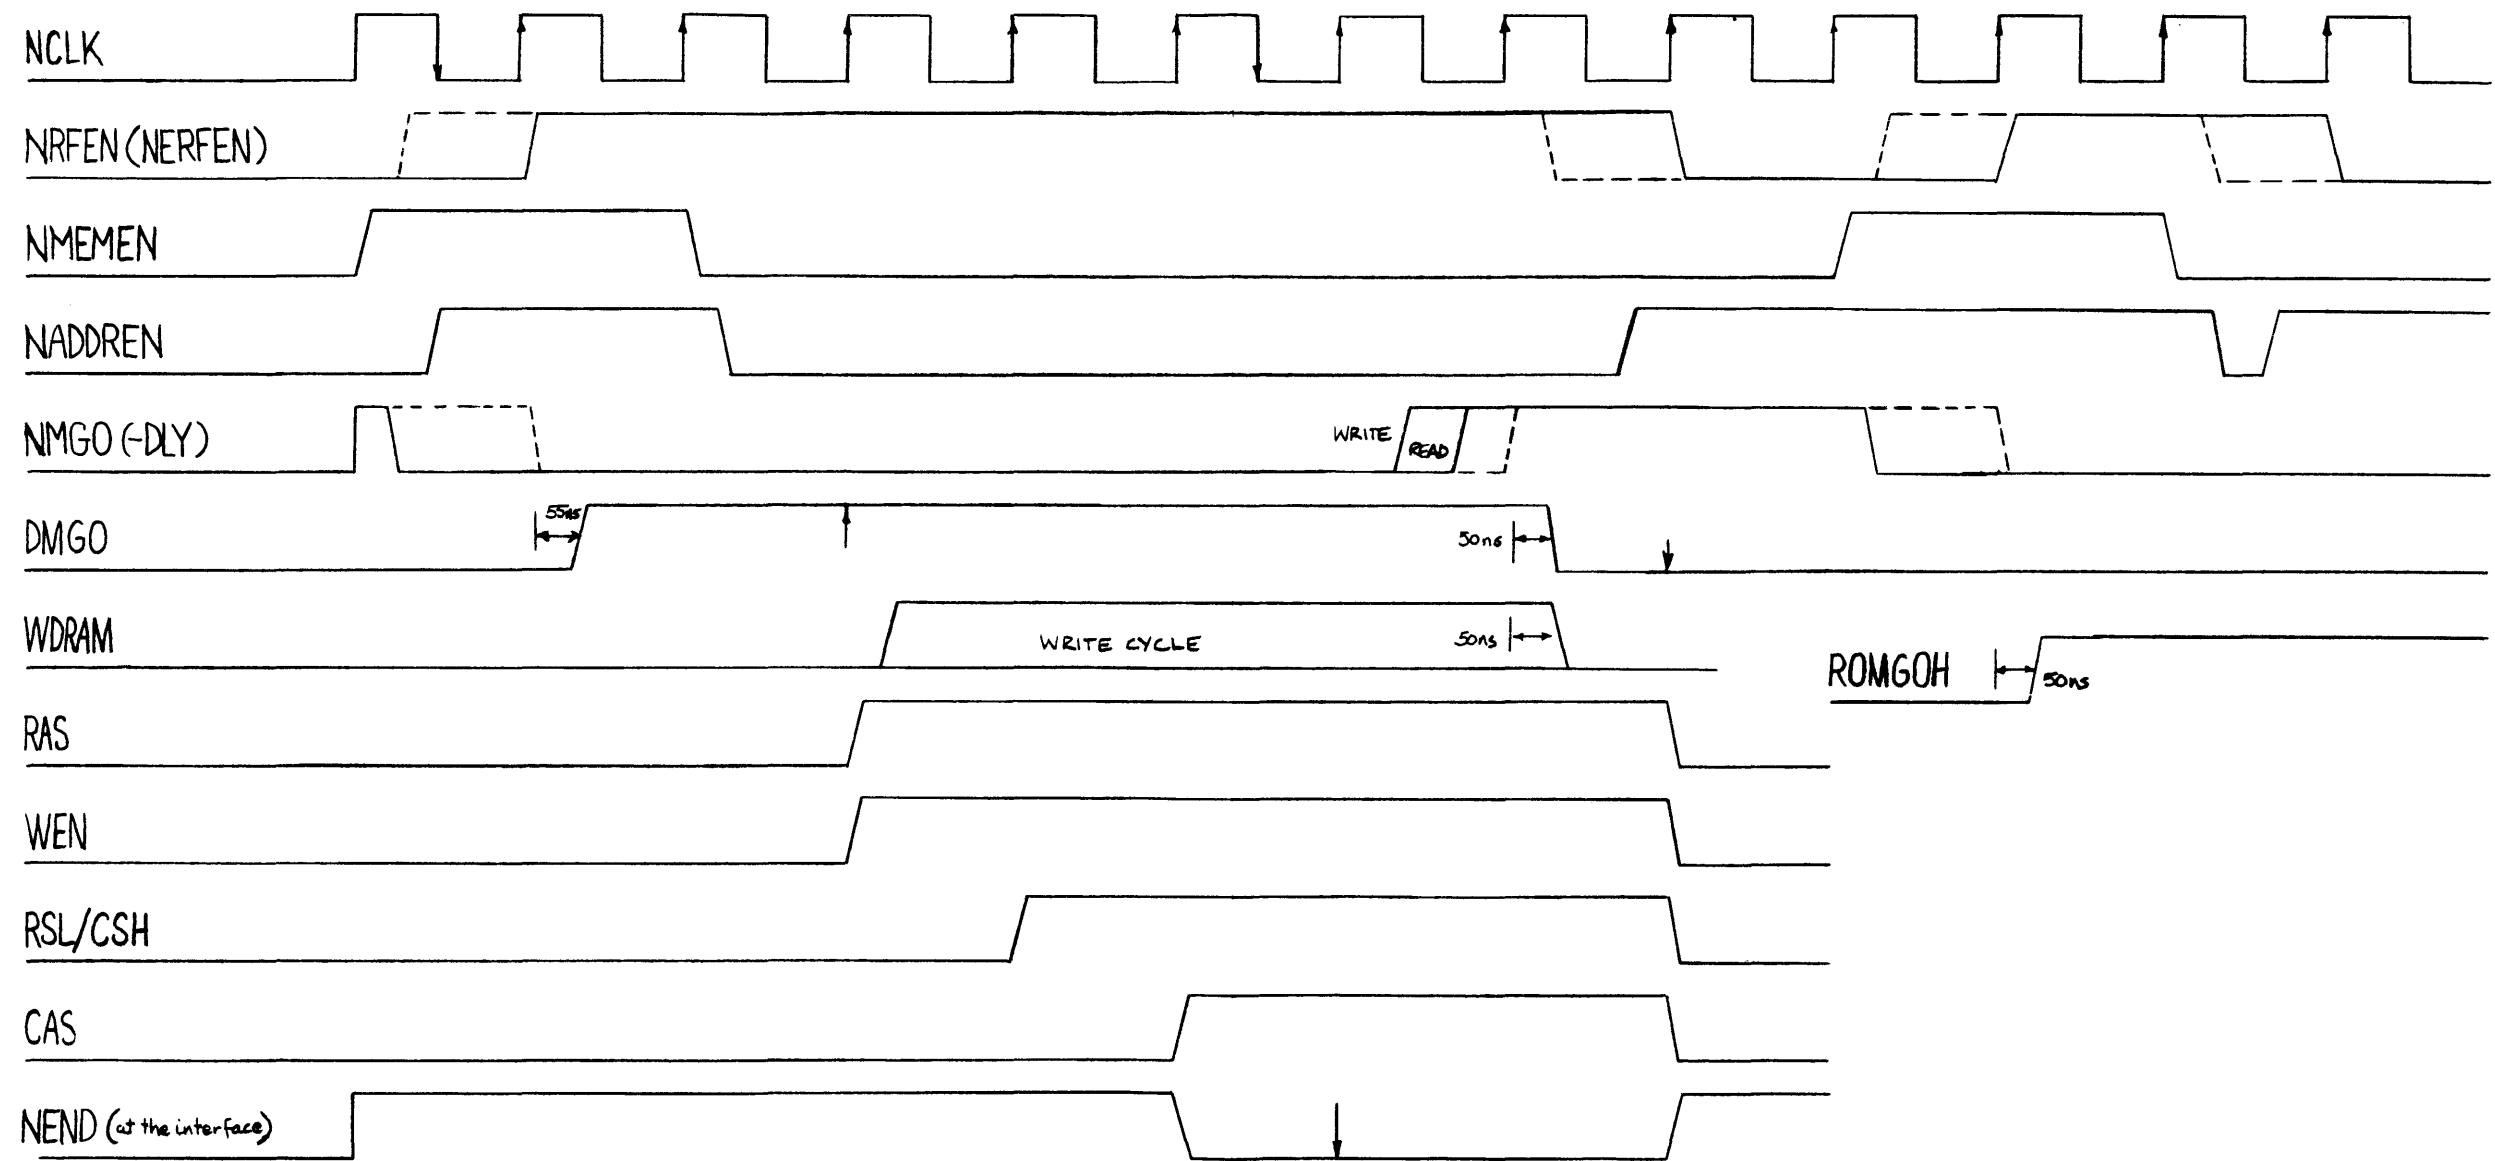 NCLK
NRFEN (NERFEN)
NMEMEN
NADDREN
NMGO (-DLY)
WRITE
READ
DMGO
55ns
50ns
WDRAM
WRITE CYCLE
50ns
ROMGOH
50ns
RAS
WEN
RSL/CSH
CAS
NEND (at the interface)